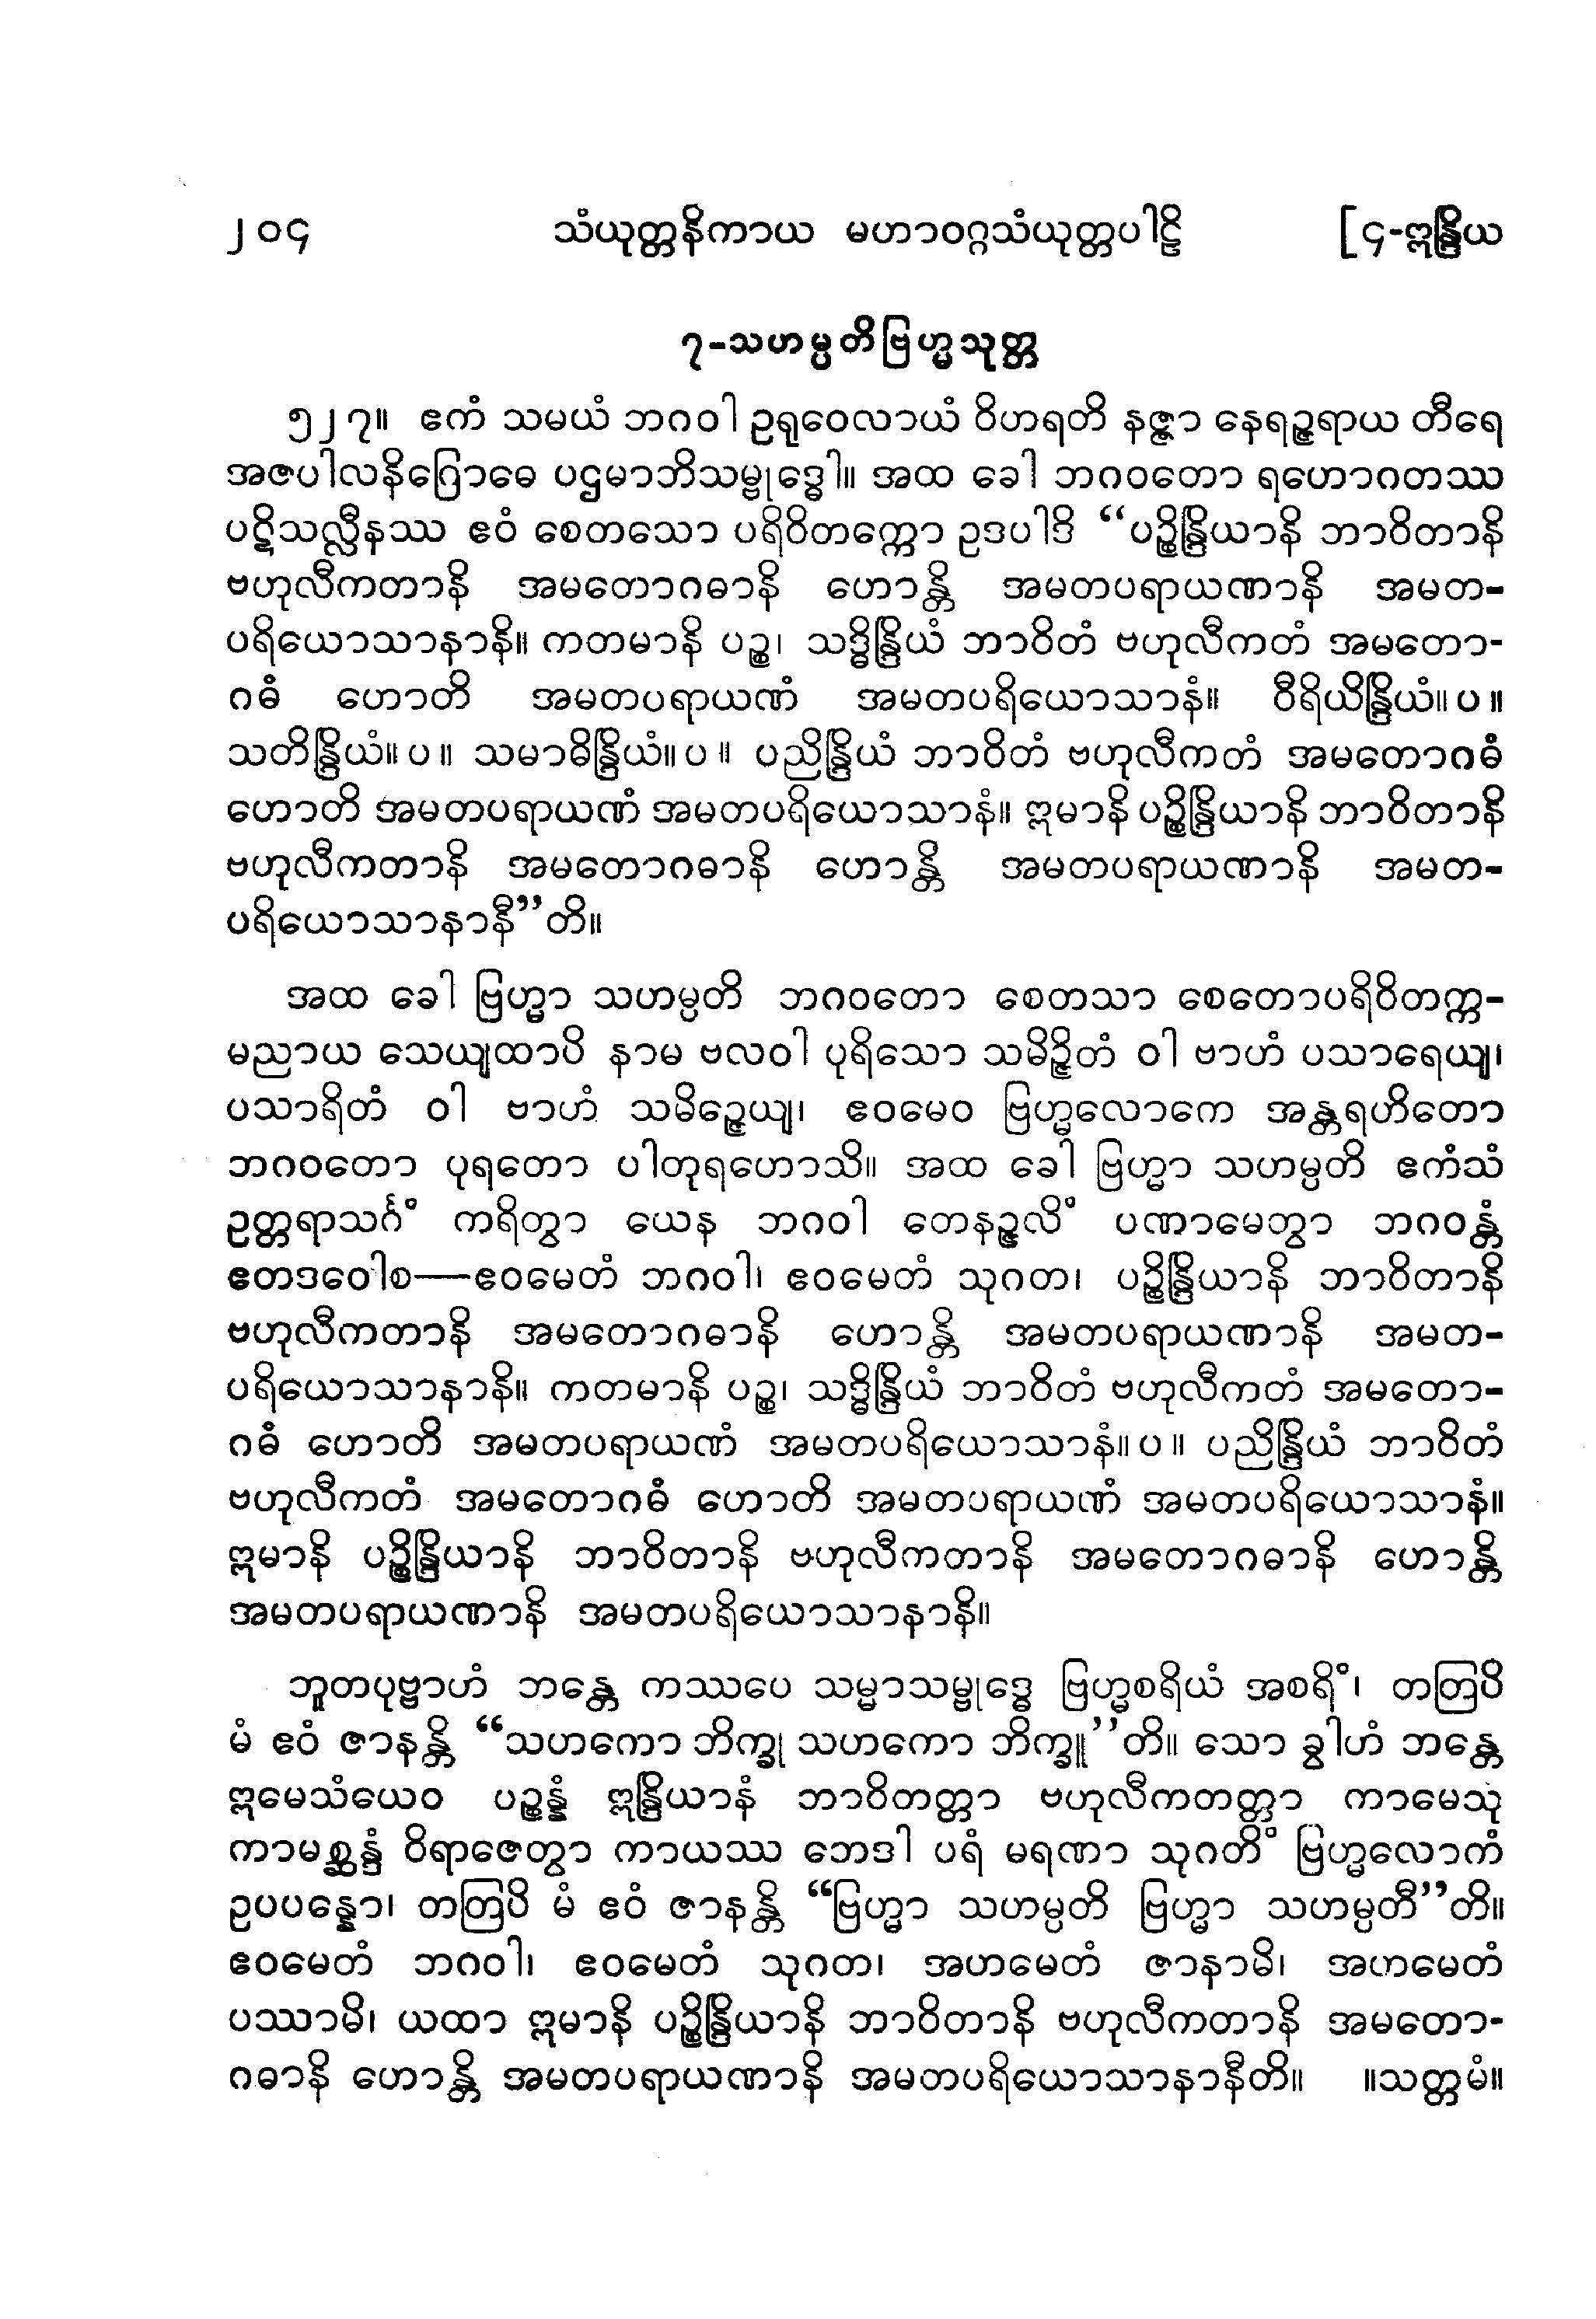 ၂၀၄ သံယုတ္တနိကာယ မဟာဝဂ္ဂသံယုတ္တပါဠိ [၄-ဣန္ဒြိယ
၇-သဟမ္ပတိဗြဟ္မသုတ္တ
၅၂၇။ ဧကံ သမယံ ဘဂဝါ ဥရုဝေလာယံ ဝိဟရတိ နဇ္ဇာ နေရဉ္ဇရာယ တီရေ
အဇပါလနိဂြောဓေ ပဌမာဘိသမ္ဗုဒ္ဓေါ။ အထ ခေါ ဘဂဝတော ရဟောဂတဿ
ပဋိသလ္လီနဿ ဧဝံ စေတသော ပရိဝိတက္ကော ဥဒပါဒိ “ပဉ္စိန္ဒြိယာနိ ဘာဝိတာနိ
ဗဟုလီကတာနိ အမတောဂဓာနိ ဟောန္တိ အမတပရာယဏာနိ အမတ-
ပရိယောသာနာနိ။ ကတမာနိ ပဉ္စ၊ သဒ္ဓိန္ဒြိယံ ဘာဝိတံ ဗဟုလီကတံ အမတော-
ဂဓံ ဟောတိ အမတပရာယဏံ အမတပရိယောသာနံ။ ဝီရိယိန္ဒြိယံ။ပ။
သတိန္ဒြိယံ။ပ။ သမာဓိန္ဒြိယံ။ပ။ ပညိန္ဒြိယံ ဘာဝိတံ ဗဟုလီကတံ အမတောဂဓံ
ဟောတိ အမတပရာယဏံ အမတပရိယောသာနံ။ ဣမာနိ ပဉ္စိန္ဒြိယာနိ ဘာဝိတာနိ
ဗဟုလီကတာနိ အမတောဂဓာနိ ဟောန္တိ အမတပရာယဏာနိ အမတ-
ပရိယောသာနာနီ”တိ။
အထ ခေါ ဗြဟ္မာ သဟမ္ပတိ ဘဂဝတော စေတသာ စေတောပရိဝိတက္က-
မညာယ သေယျထာပိ နာမ ဗလဝါ ပုရိသော သမိဉ္ဇိတံ ဝါ ဗာဟံ ပသာရေယျ၊
ပသာရိတံ ဝါ ဗာဟံ သမိဉ္ဇေယျ၊ ဧဝမေဝ ဗြဟ္မလောကေ အန္တရဟိတော
ဘဂဝတော ပုရတော ပါတုရဟောသိ။ အထ ခေါ ဗြဟ္မာ သဟမ္ပတိ ဧကံသံ
ဥတ္တရာသင်္ဂံ ကရိတွာ ယေန ဘဂဝါ တေနဉ္ဇလိံ ပဏာမေတွာ ဘဂဝန္တံ
ဧတဒဝေါစ—ဧဝမေတံ ဘဂဝါ၊ ဧဝမေတံ သုဂတ၊ ပဉ္စိန္ဒြိယာနိ ဘာဝိတာနိ
ဗဟုလီကတာနိ အမတောဂဓာနိ ဟောန္တိ အမတပရာယဏာနိ အမတ-
ပရိယောသာနာနိ။ ကတမာနိ ပဉ္စ၊ သဒ္ဓိန္ဒြိယံ ဘာဝိတံ ဗဟုလီကတံ အမတော-
ဂဓံ ဟောတိ အမတပရာယဏံ အမတပရိယောသာနံ။ပ။ ပညိန္ဒြိယံ ဘာဝိတံ
ဗဟုလီကတံ အမတောဂဓံ ဟောတိ အမတပရာယဏံ အမတပရိယောသာနံ။
ဣမာနိ ပဉ္စိန္ဒြိယာနိ ဘာဝိတာနိ ဗဟုလီကတာနိ အမတောဂဓာနိ ဟောန္တိ
အမတပရာယဏာနိ အမတပရိယောသာနာနိ။
ဘူတပုဗ္ဗာဟံ ဘန္တေ ကဿပေ သမ္မာသမ္ဗုဒ္ဓေ ဗြဟ္မစရိယံ အစရိံ၊ တတြပိ
မံ ဧဝံ ဇာနန္တိ “သဟကော ဘိက္ခု သဟကော ဘိက္ခူ”တိ။ သော ခွါဟံ ဘန္တေ
ဣမေသံယေဝ ပဉ္စန္နံ ဣန္ဒြိယာနံ ဘာဝိတတ္တာ ဗဟုလီကတတ္တာ ကာမေသု
ကာမစ္ဆန္ဒံ ဝိရာဇေတွာ ကာယဿ ဘေဒါ ပရံ မရဏာ သုဂတိံ ဗြဟ္မလောကံ
ဥပပန္နော၊ တတြပိ မံ ဧဝံ ဇာနန္တိ “ဗြဟ္မာ သဟမ္ပတိ ဗြဟ္မာ သဟမ္ပတီ”တိ။
ဧဝမေတံ ဘဂဝါ၊ ဧဝမေတံ သုဂတ၊ အဟမေတံ ဇာနာမိ၊ အဟမေတံ
ပဿာမိ၊ ယထာ ဣမာနိ ပဉ္စိန္ဒြိယာနိ ဘာဝိတာနိ ဗဟုလီကတာနိ အမတော-
ဂဓာနိ ဟောန္တိ အမတပရာယဏာနိ အမတပရိယောသာနာနီတိ။ ။သတ္တမံ။